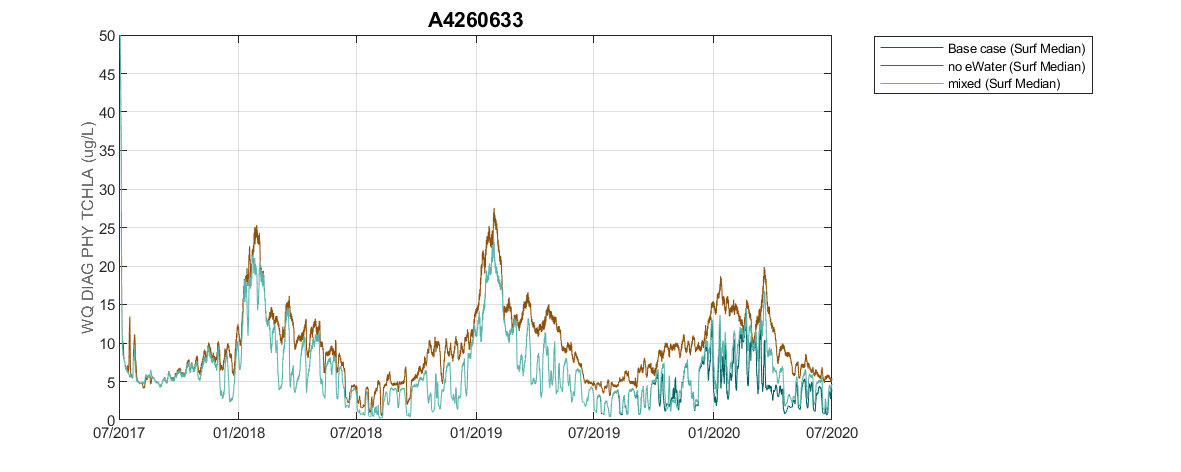 A4260633
WQ DIAG PHY TCHLA (ug/L)
50
45
40
35
30
25
20
15
10
5
0
07/2017 01/2018 07/2018 01/2019 07/2019 01/2020 07/2020
Base case (Surf Median)
no eWater (Surf Median)
mixed (Surf Median)